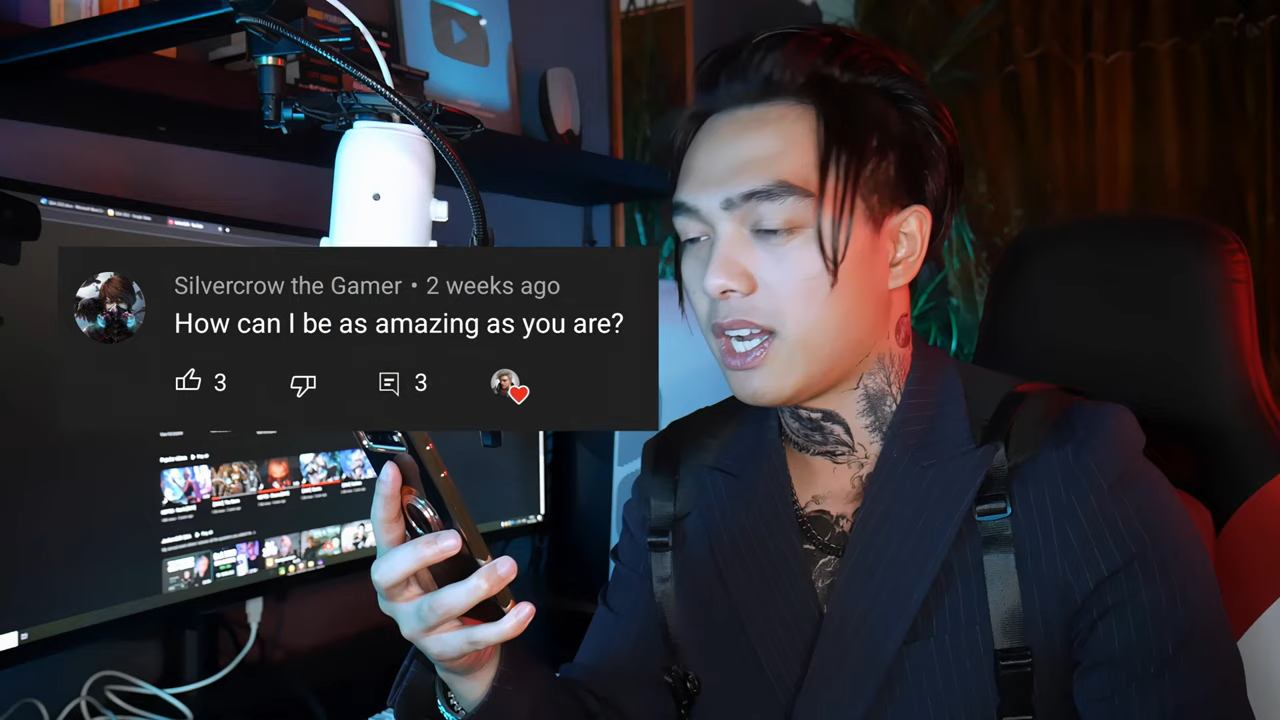 Silvercrow the Gamer • 2 weeks ago
How can I be as amazing as you are?
3
3